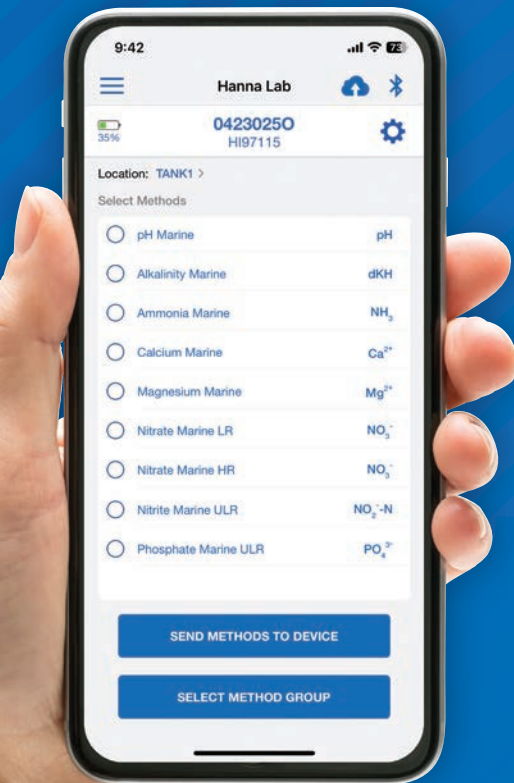 9:42 73
Hanna Lab
35% 0423025O
HI97115
Location: TANK1 >
Select Methods
pH Marine pH
Alkalinity Marine dKH
Ammonia Marine NH₃
Calcium Marine Ca²⁺
Magnesium Marine Mg²⁺
Nitrate Marine LR NO₃⁻
Nitrate Marine HR NO₃⁻
Nitrite Marine ULR NO₂⁻-N
Phosphate Marine ULR PO₄³⁻
SEND METHODS TO DEVICE
SELECT METHOD GROUP